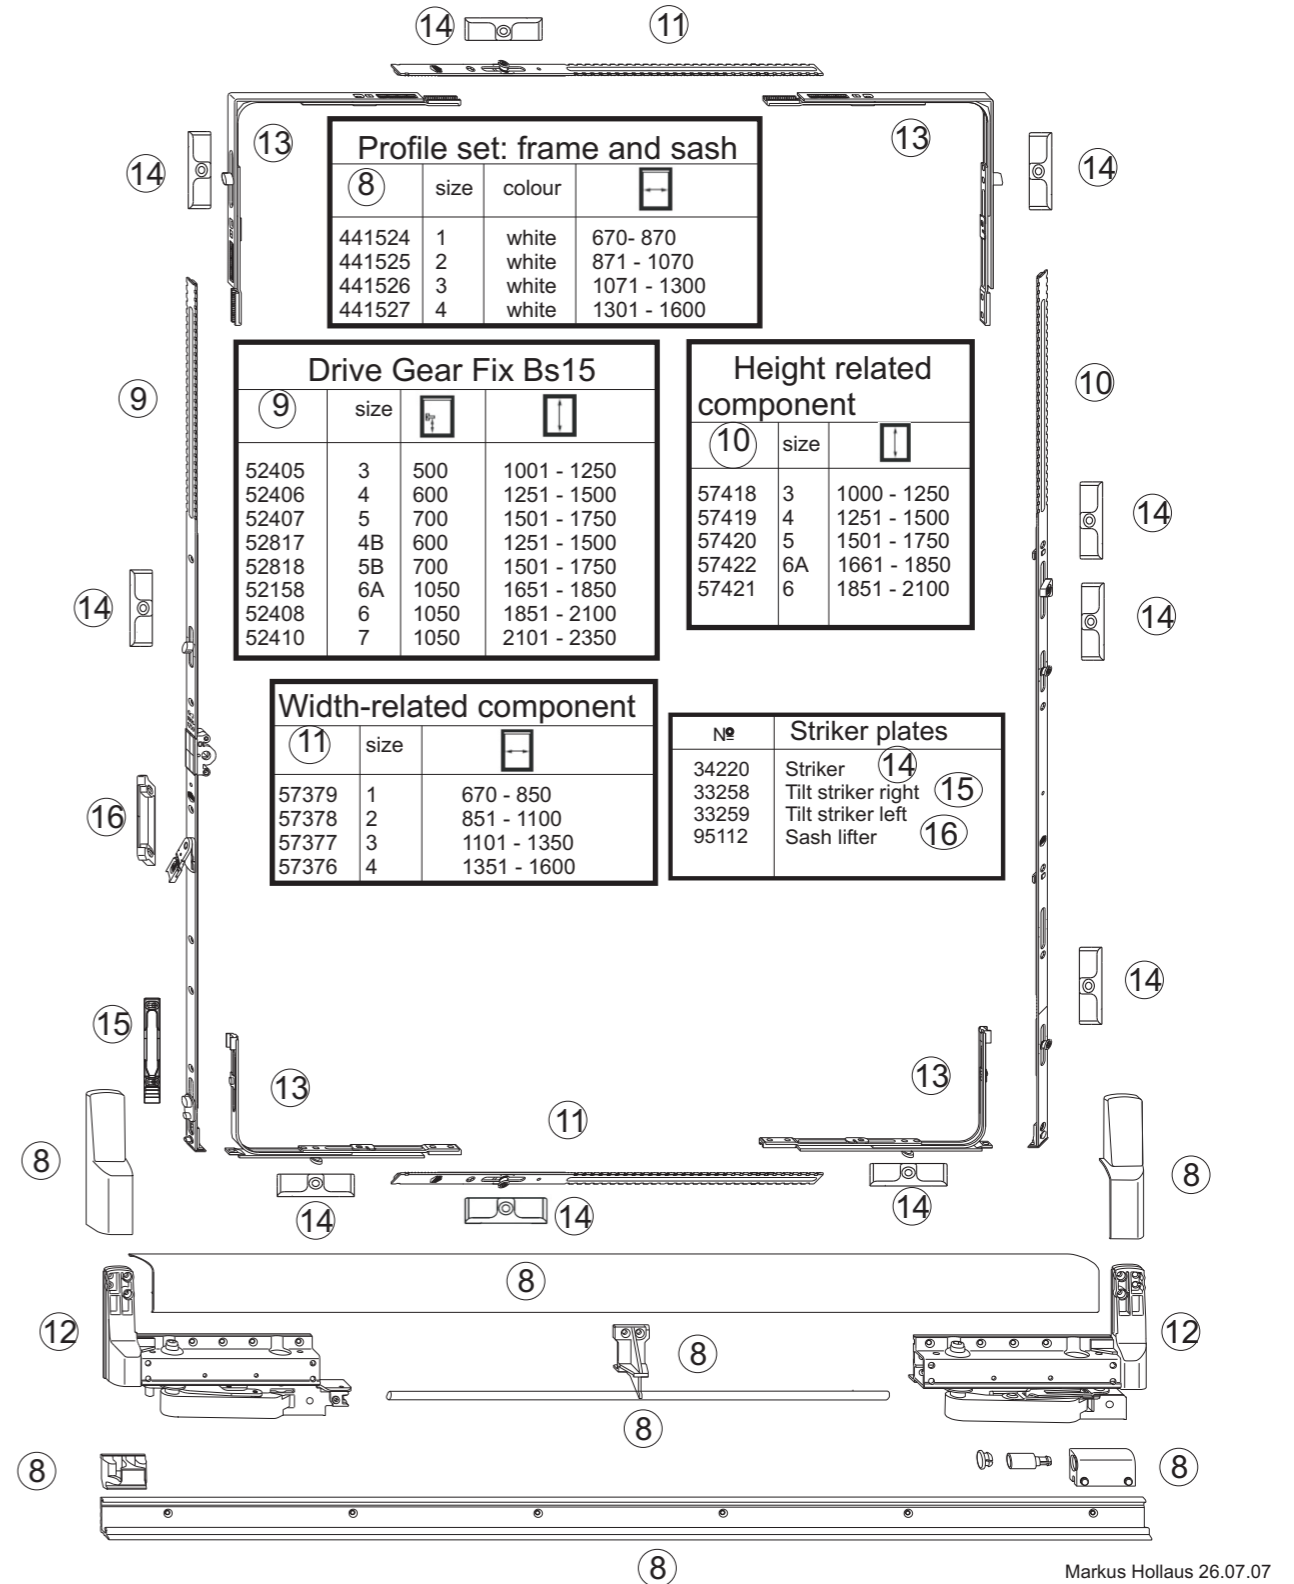 14
11
13
13
14
14
Profile set: frame and sash
8 size colour
441524 1 white 670- 870
441525 2 white 871 - 1070
441526 3 white 1071 - 1300
441527 4 white 1301 - 1600
9
10
Drive Gear Fix Bs15
9 size
52405 3 500 1001 - 1250
52406 4 600 1251 - 1500
52407 5 700 1501 - 1750
52817 4B 600 1251 - 1500
52818 5B 700 1501 - 1750
52158 6A 1050 1651 - 1850
52408 6 1050 1851 - 2100
52410 7 1050 2101 - 2350
Height related
component
10 size
57418 3 1000 - 1250
57419 4 1251 - 1500
57420 5 1501 - 1750
57422 6A 1661 - 1850
57421 6 1851 - 2100
14
14
14
Width-related component
11 size
57379 1 670 - 850
57378 2 851 - 1100
57377 3 1101 - 1350
57376 4 1351 - 1600
Nº Striker plates
34220 Striker 14
33258 Tilt striker right 15
33259 Tilt striker left
95112 Sash lifter 16
16
14
15
13
13
11
8
8
14
14
14
8
12
12
8
8
8
8
8
Markus Hollaus 26.07.07